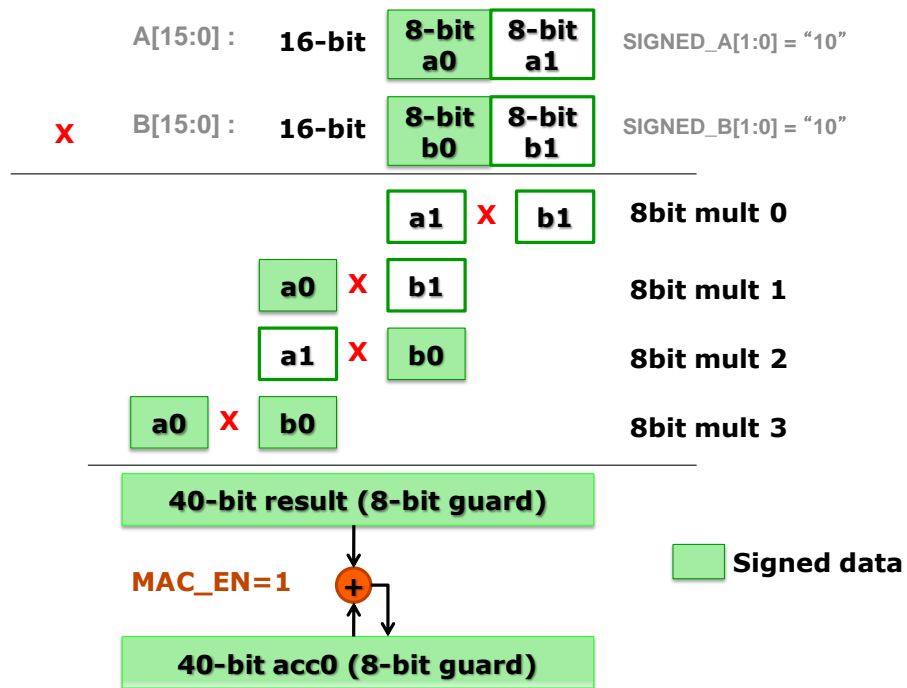 A[15:0] : 16-bit 8-bit a0 8-bit a1 SIGNED_A[1:0] = “10”
X B[15:0] : 16-bit 8-bit b0 8-bit b1 SIGNED_B[1:0] = “10”
a1 X b1 8bit mult 0
a0 X b1 8bit mult 1
a1 X b0 8bit mult 2
a0 X b0 8bit mult 3
40-bit result (8-bit guard)
MAC_EN=1 +
Signed data
40-bit acc0 (8-bit guard)